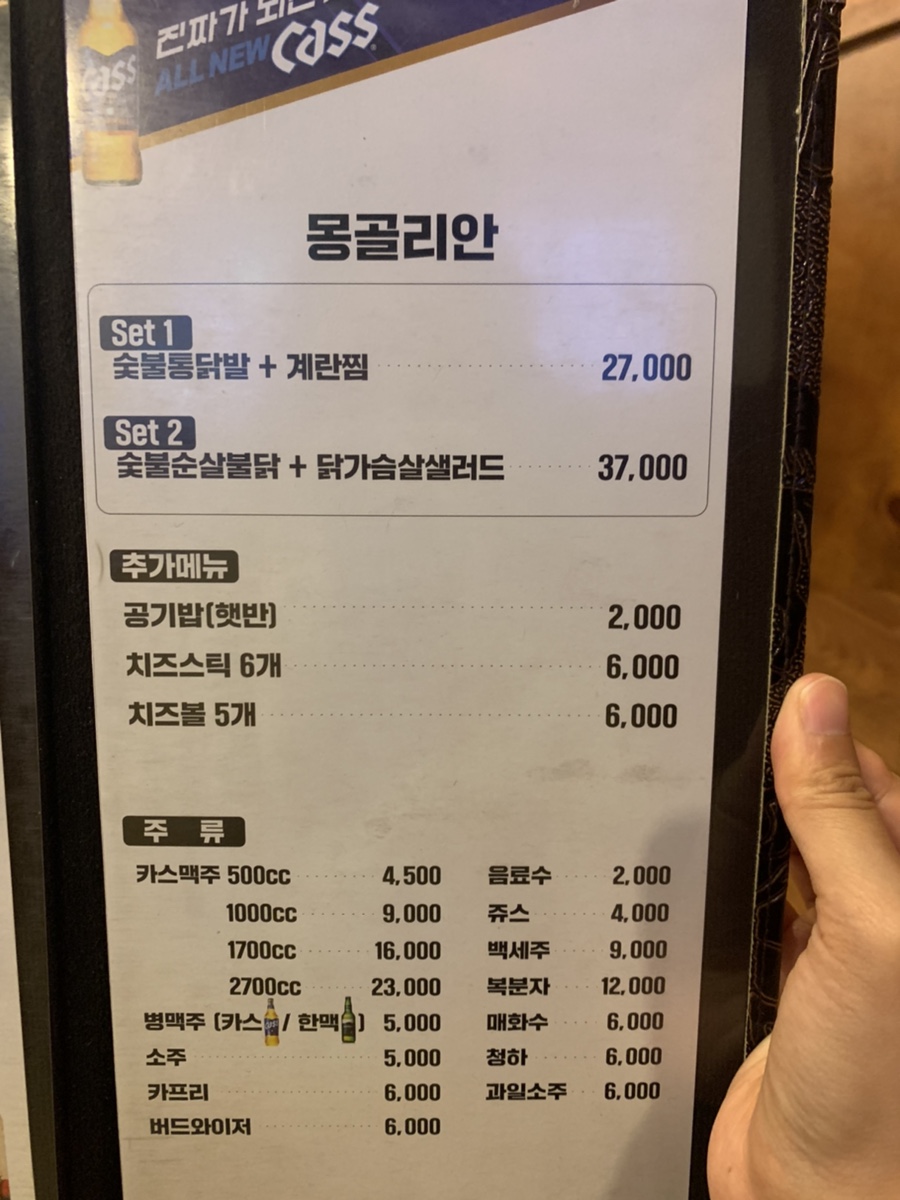 진짜가 되는
ALL NEW Cass
Cass
몽골리안
Set 1
숯불통닭발 + 계란찜 27,000
Set 2
숯불순살불닭 + 닭가슴살샐러드 37,000
추가메뉴
공기밥(햇반) 2,000
치즈스틱 6개 6,000
치즈볼 5개 6,000
주 류
카스맥주 500cc 4,500 음료수 2,000
1000cc 9,000 쥬스 4,000
1700cc 16,000 백세주 9,000
2700cc 23,000 복분자 12,000
병맥주 (카스 / 한맥) 5,000 매화수 6,000
소주 5,000 청하 6,000
카프리 6,000 과일소주 6,000
버드와이저 6,000